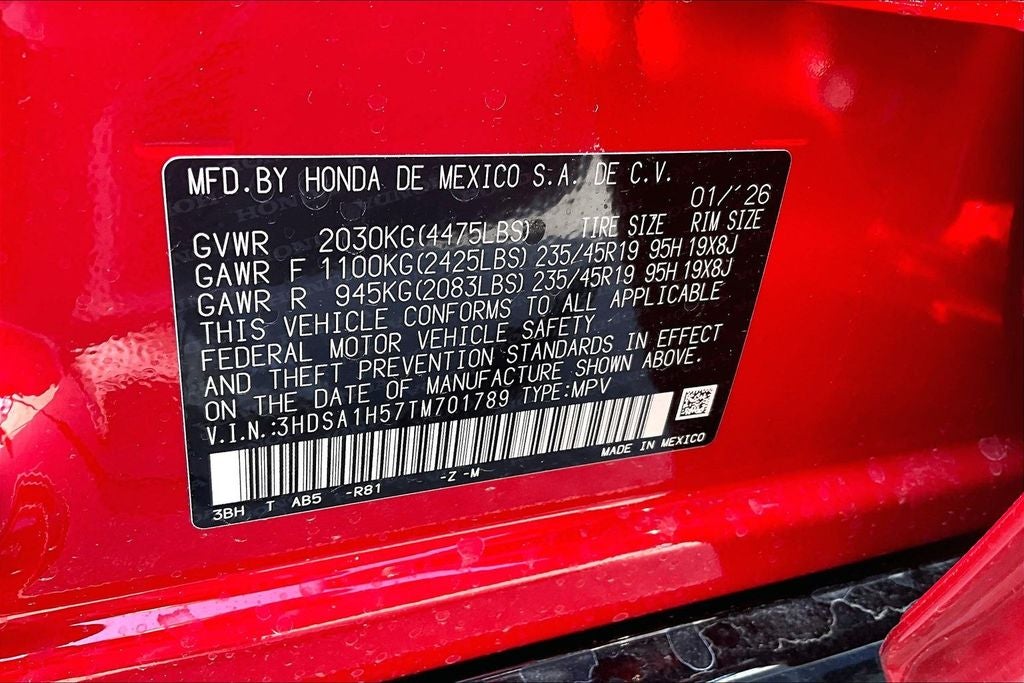 MFD.BY HONDA DE MEXICO S.A. DE C.V.
01/'26
GVWR 2030KG(4475LBS) TIRE SIZE RIM SIZE
GAWR F 1100KG(2425LBS) 235/45R19 95H 19X8J
GAWR R 945KG(2083LBS) 235/45R19 95H 19X8J
THIS VEHICLE CONFORMS TO ALL APPLICABLE
FEDERAL MOTOR VEHICLE SAFETY
AND THEFT PREVENTION STANDARDS IN EFFECT
ON THE DATE OF MANUFACTURE SHOWN ABOVE.
V.I.N.:3HDSA1H57TM701789 TYPE:MPV
MADE IN MEXICO
3BH T AB5 -R81 -Z -M